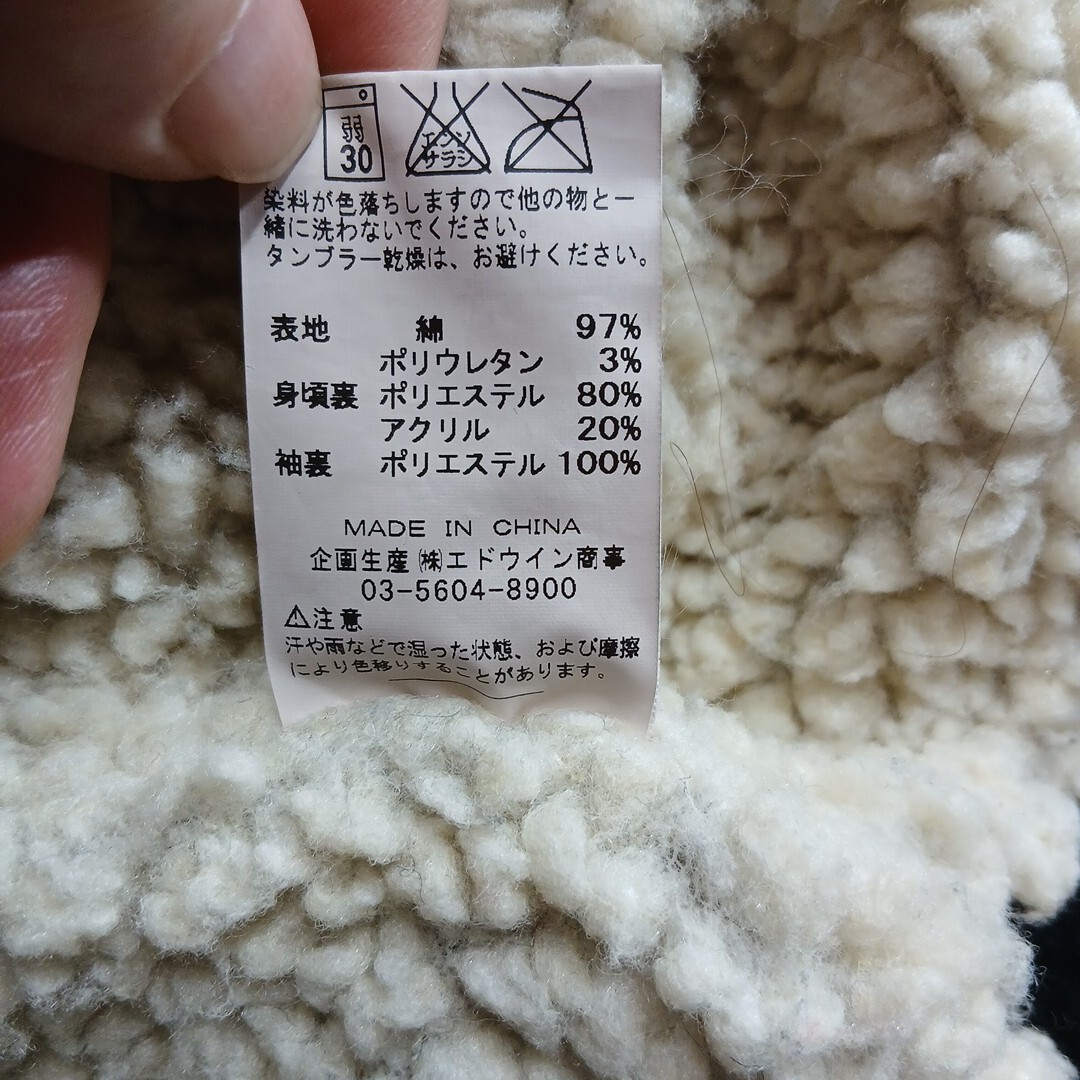 弱
30
エンソ
サラシ
染料が色落ちしますので他の物と一
緒に洗わないでください。
タンブラー乾燥は、お避けください。
表地 綿 97%
ポリウレタン 3%
身頃裏 ポリエステル 80%
アクリル 20%
袖裏 ポリエステル 100%
MADE IN CHINA
企画生産 ㈱エドウイン商事
03-5604-8900
⚠注意
汗や雨などで湿った状態、および摩擦
により色移りすることがあります。